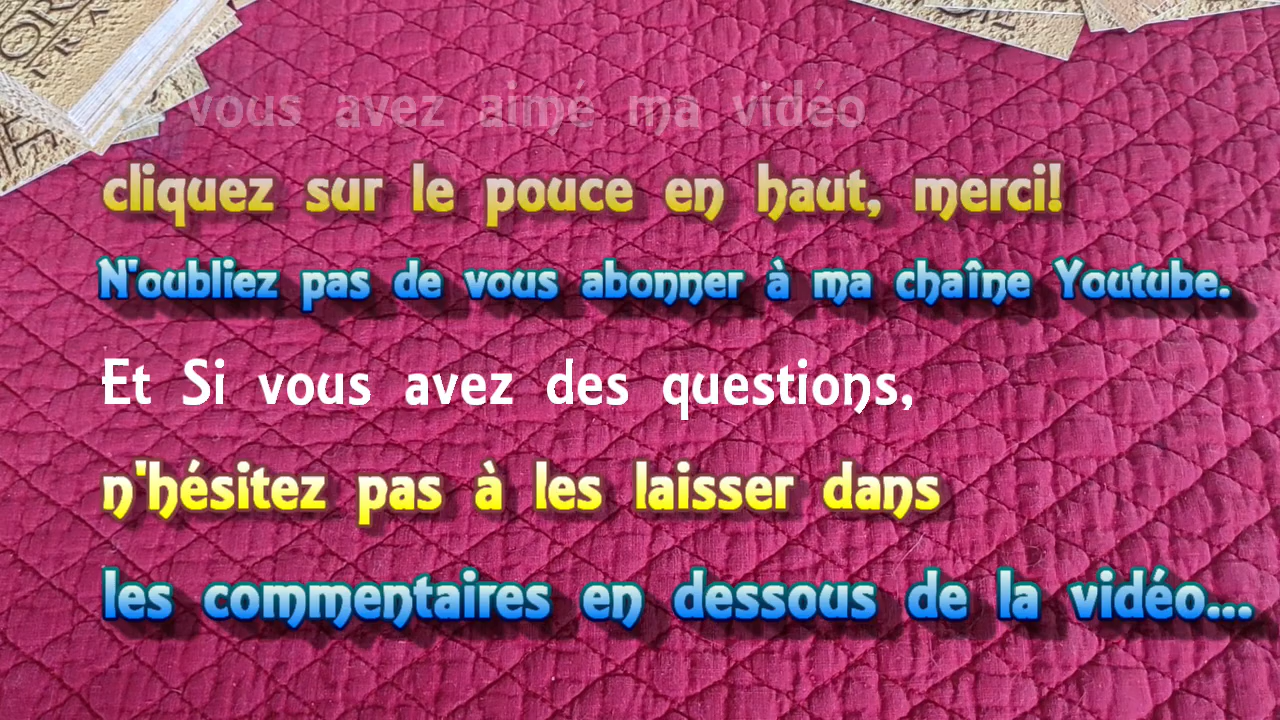 vous avez aimé ma vidéo
cliquez sur le pouce en haut, merci!
N'oubliez pas de vous abonner à ma chaîne Youtube.
Et Si vous avez des questions,
n'hésitez pas à les laisser dans
les commentaires en dessous de la vidéo...